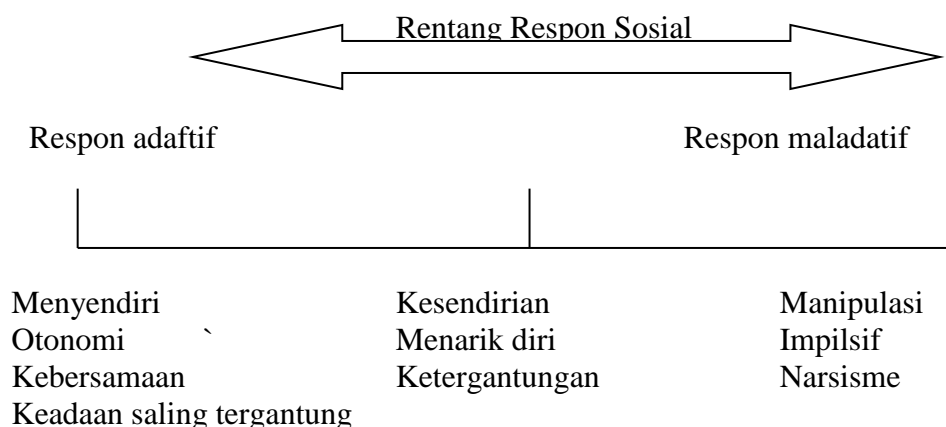 Rentang Respon Sosial
Respon adaftif Respon maladatif
Menyendiri Kesendirian Manipulasi
Otonomi ` Menarik diri Impilsif
Kebersamaan Ketergantungan Narsisme
Keadaan saling tergantung